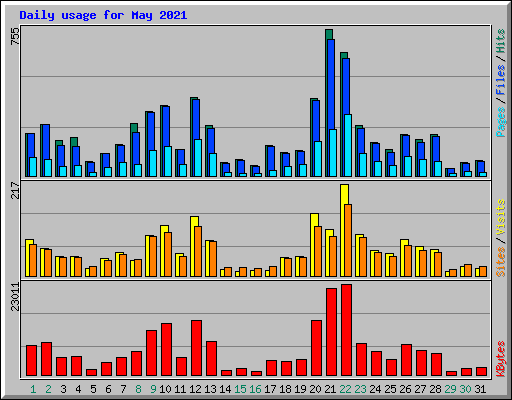 Daily usage for May 2021
755
Pages / Files / Hits
217
Sites / Visits
23011
KBytes
1 2 3 4 5 6 7 8 9 10 11 12 13 14 15 16 17 18 19 20 21 22 23 24 25 26 27 28 29 30 31